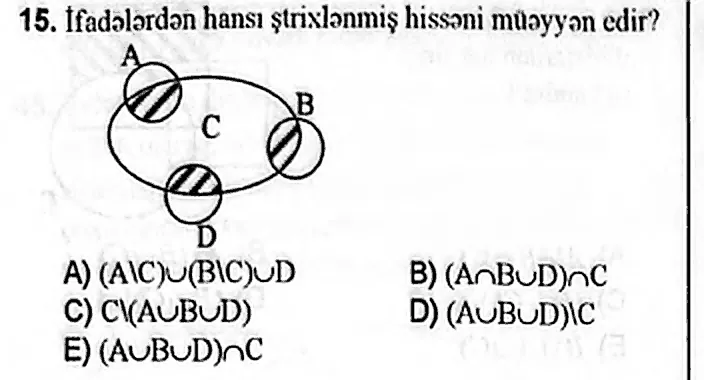 15. İfadələrdən hansı ştrixlənmiş hissəni müəyyən edir?
A
B
C
D
A) (A\C)∪(B\C)∪D
B) (A∩B∪D)∩C
C) C\(A∪B∪D)
D) (A∪B∪D)\C
E) (A∪B∪D)∩C